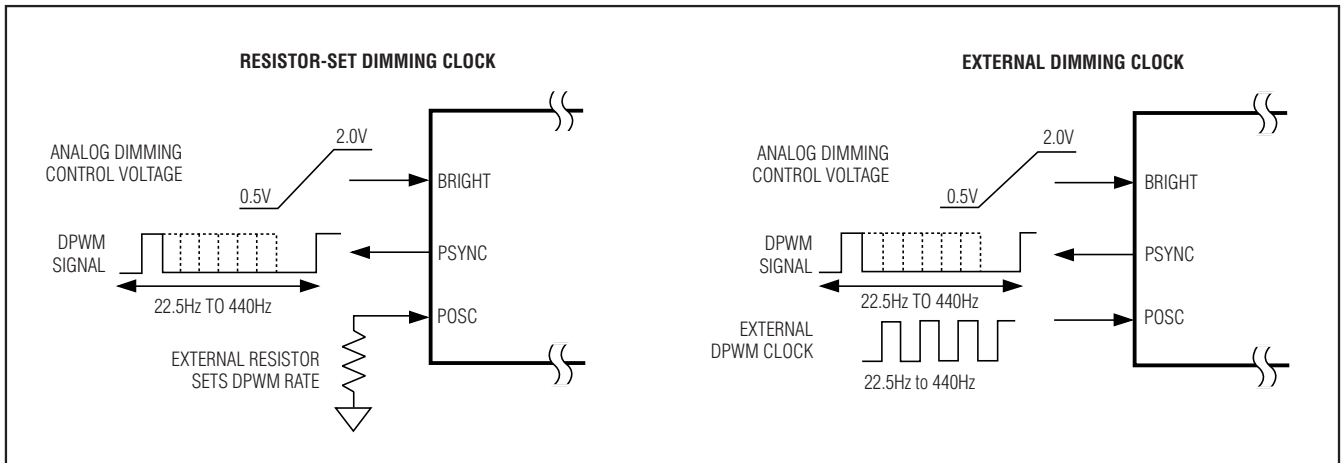 RESISTOR-SET DIMMING CLOCK
ANALOG DIMMING
CONTROL VOLTAGE
2.0V
0.5V
BRIGHT
DPWM
SIGNAL
PSYNC
22.5Hz TO 440Hz
POSC
EXTERNAL RESISTOR
SETS DPWM RATE
EXTERNAL DIMMING CLOCK
ANALOG DIMMING
CONTROL VOLTAGE
2.0V
0.5V
BRIGHT
DPWM
SIGNAL
PSYNC
22.5Hz TO 440Hz
POSC
EXTERNAL
DPWM CLOCK
22.5Hz to 440Hz